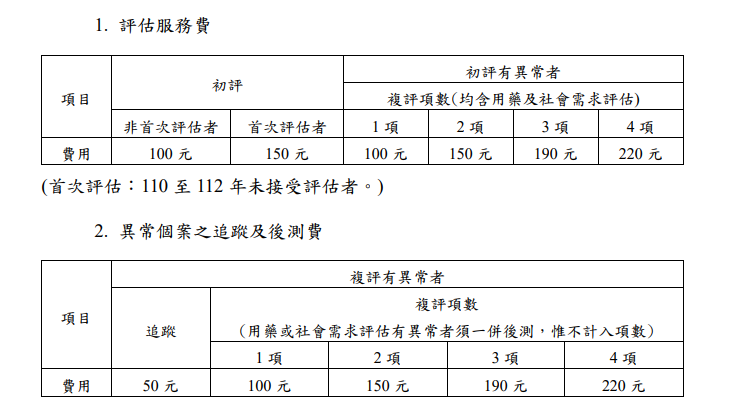 1. 評估服務費
項目 初評 初評有異常者
複評項數(均含用藥及社會需求評估)
非首次評估者 首次評估者 1 項 2 項 3 項 4 項
費用 100 元 150 元 100 元 150 元 190 元 220 元
(首次評估：110 至 112 年未接受評估者。)
2. 異常個案之追蹤及後測費
項目 複評有異常者
追蹤 複評項數
（用藥或社會需求評估有異常者須一併後測，惟不計入項數）
1 項 2 項 3 項 4 項
費用 50 元 100 元 150 元 190 元 220 元